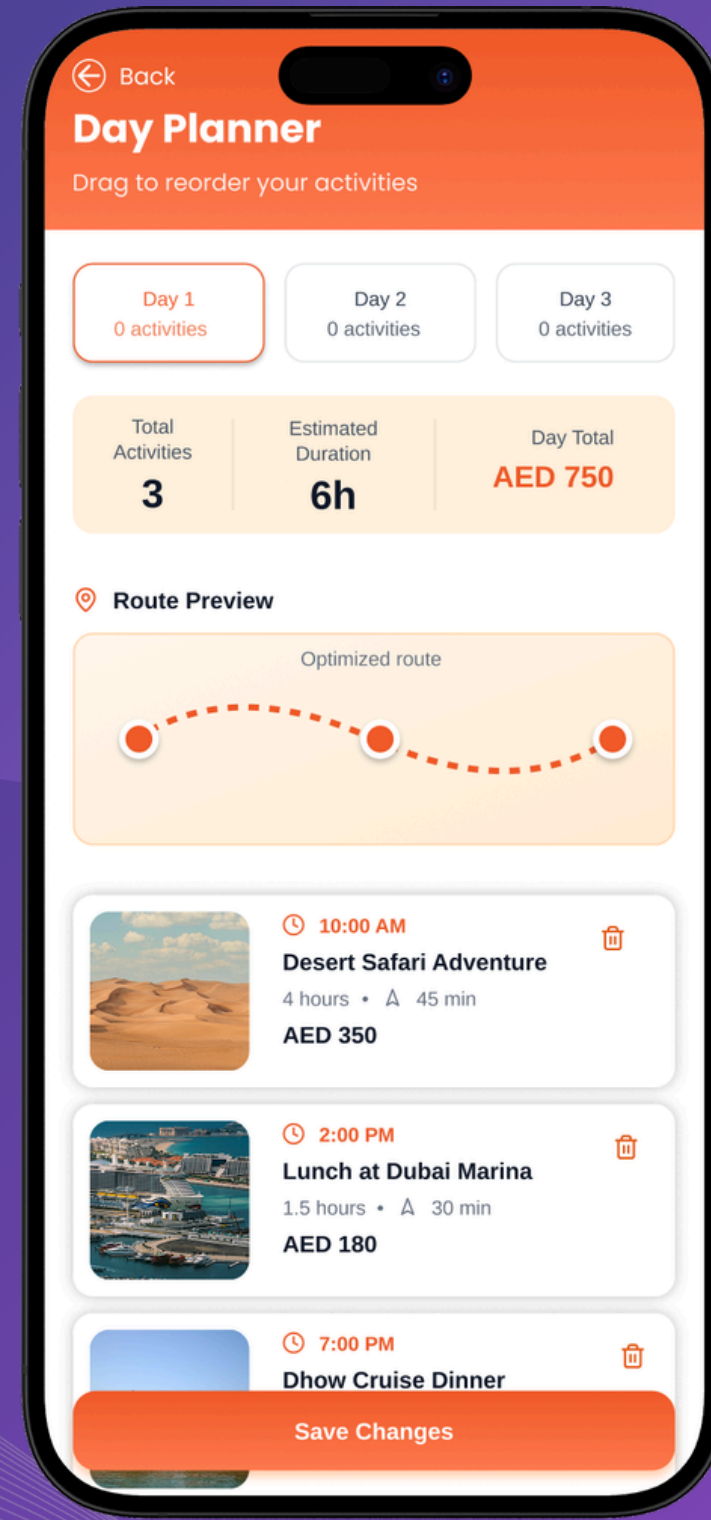 Back
Day Planner
Drag to reorder your activities
Day 1
0 activities
Day 2
0 activities
Day 3
0 activities
Total
Activities
3
Estimated
Duration
6h
Day Total
AED 750
Route Preview
Optimized route
10:00 AM
Desert Safari Adventure
4 hours • 45 min
AED 350
2:00 PM
Lunch at Dubai Marina
1.5 hours • 30 min
AED 180
7:00 PM
Dhow Cruise Dinner
Save Changes